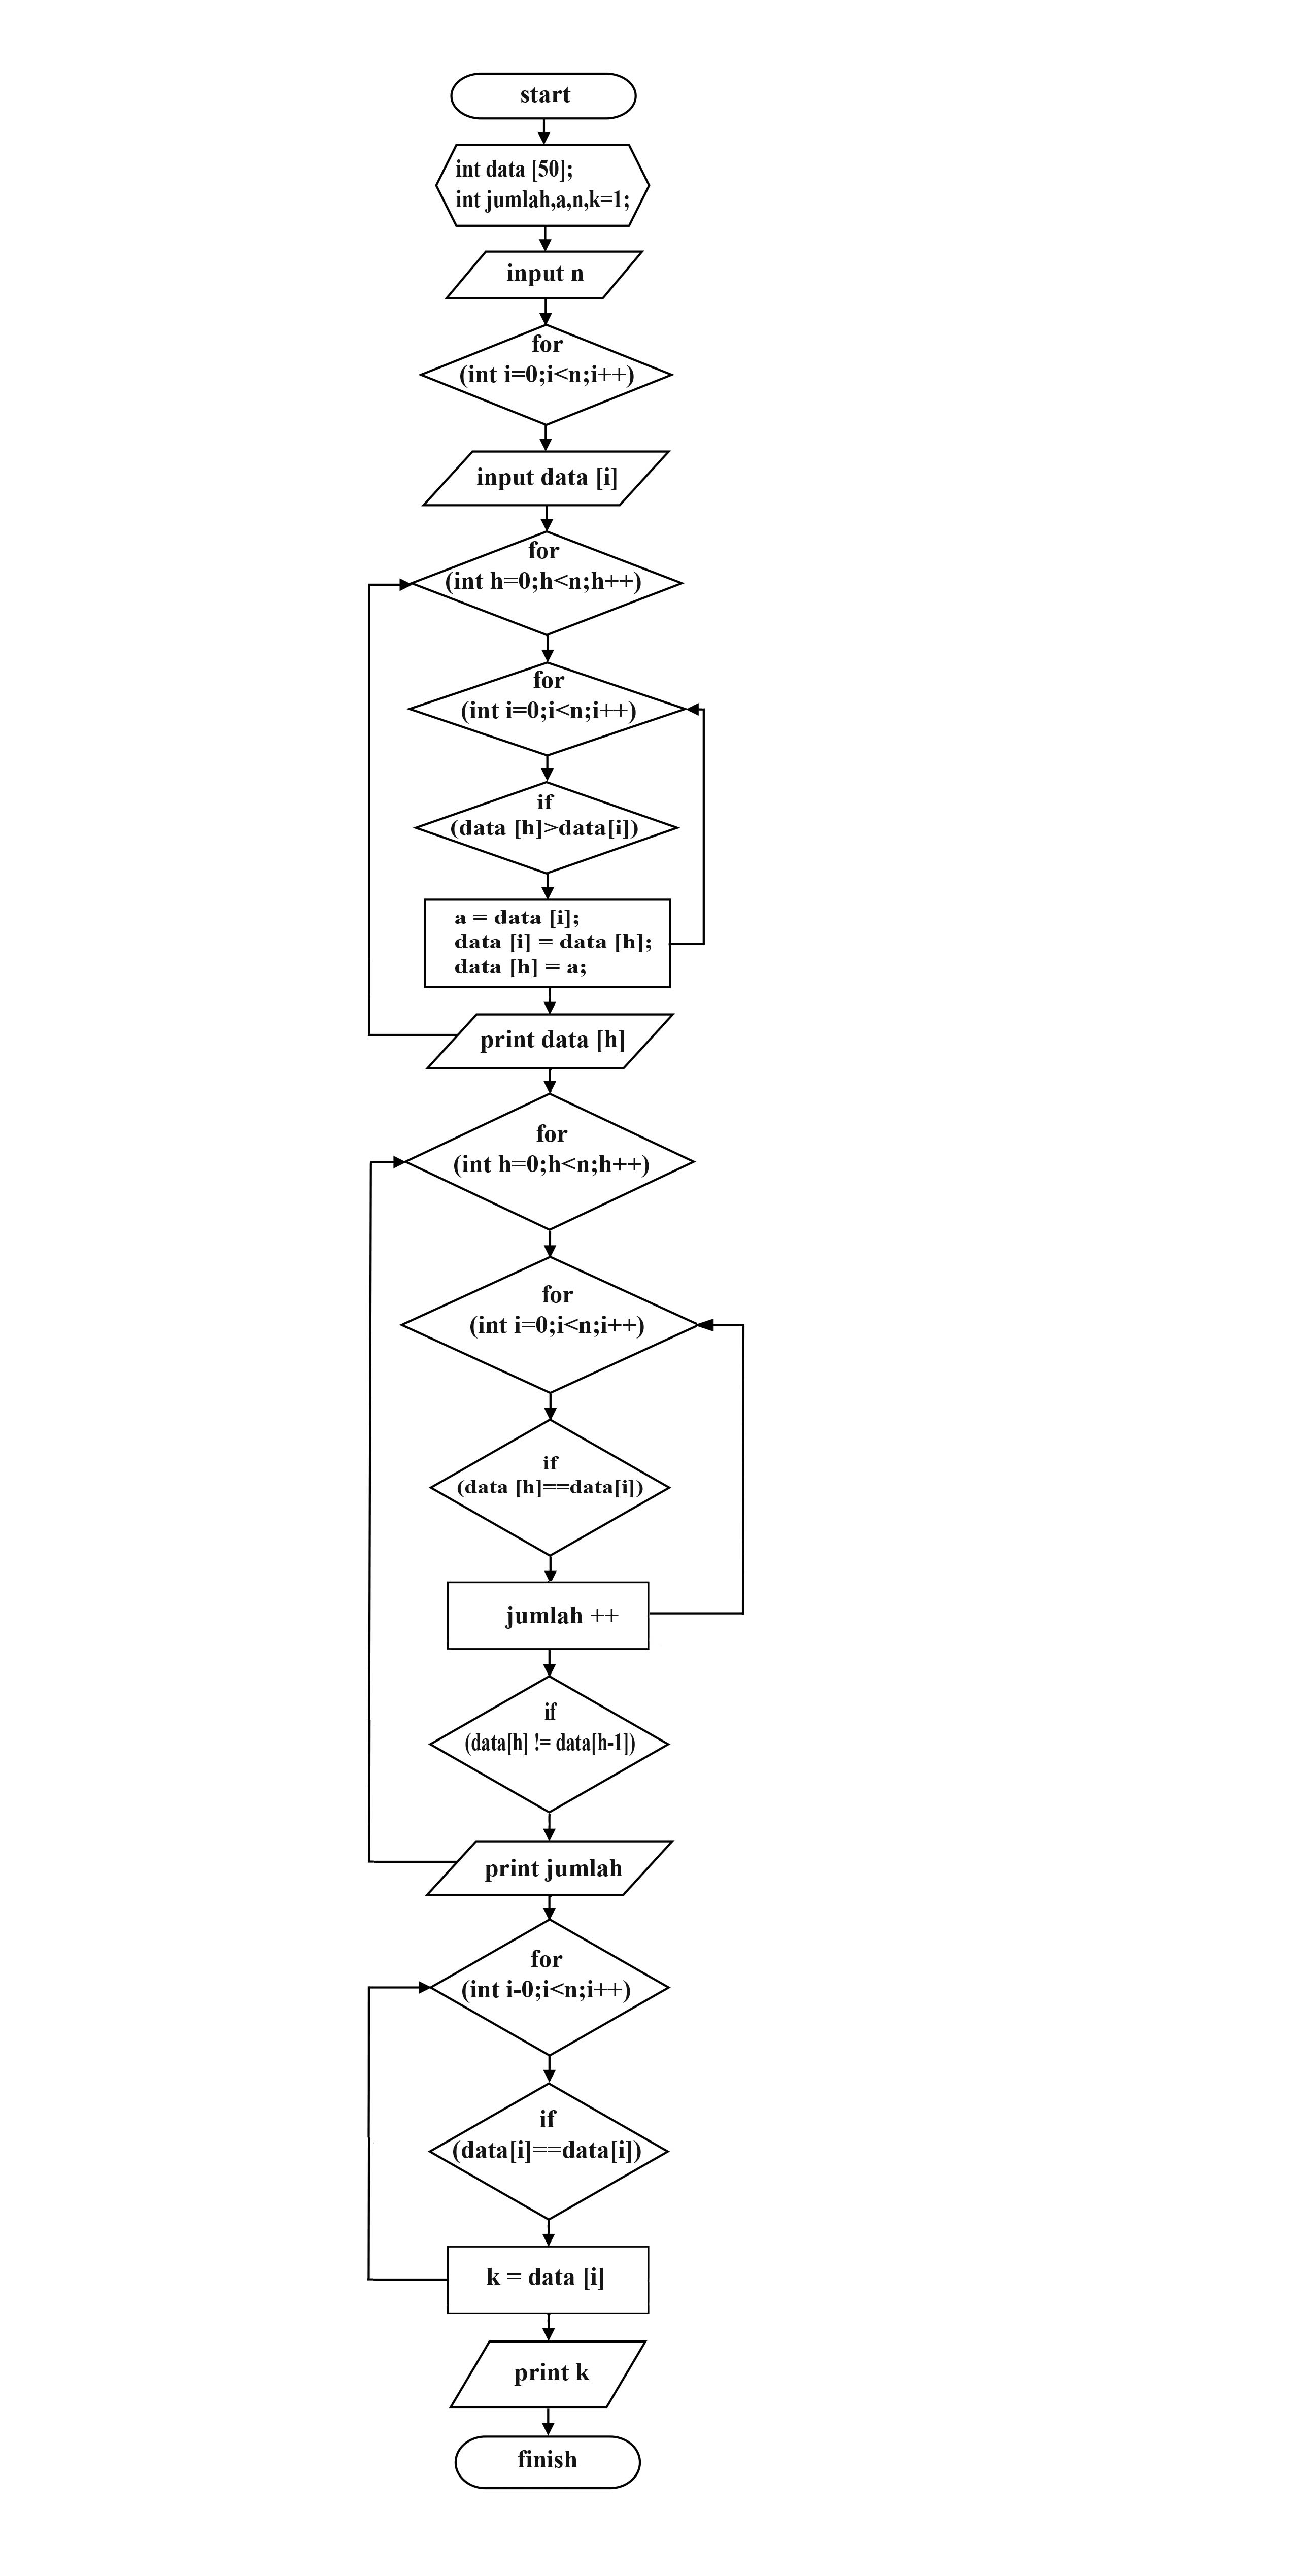 start
int data [50];
int jumlah,a,n,k=1;
input n
for
(int i=0;i<n;i++)
input data [i]
for
(int h=0;h<n;h++)
for
(int i=0;i<n;i++)
if
(data [h]>data[i])
a = data [i];
data [i] = data [h];
data [h] = a;
print data [h]
for
(int h=0;h<n;h++)
for
(int i=0;i<n;i++)
if
(data [h]==data[i])
jumlah ++
if
(data[h] != data[h-1])
print jumlah
for
(int i-0;i<n;i++)
if
(data[i]==data[i])
k = data [i]
print k
finish